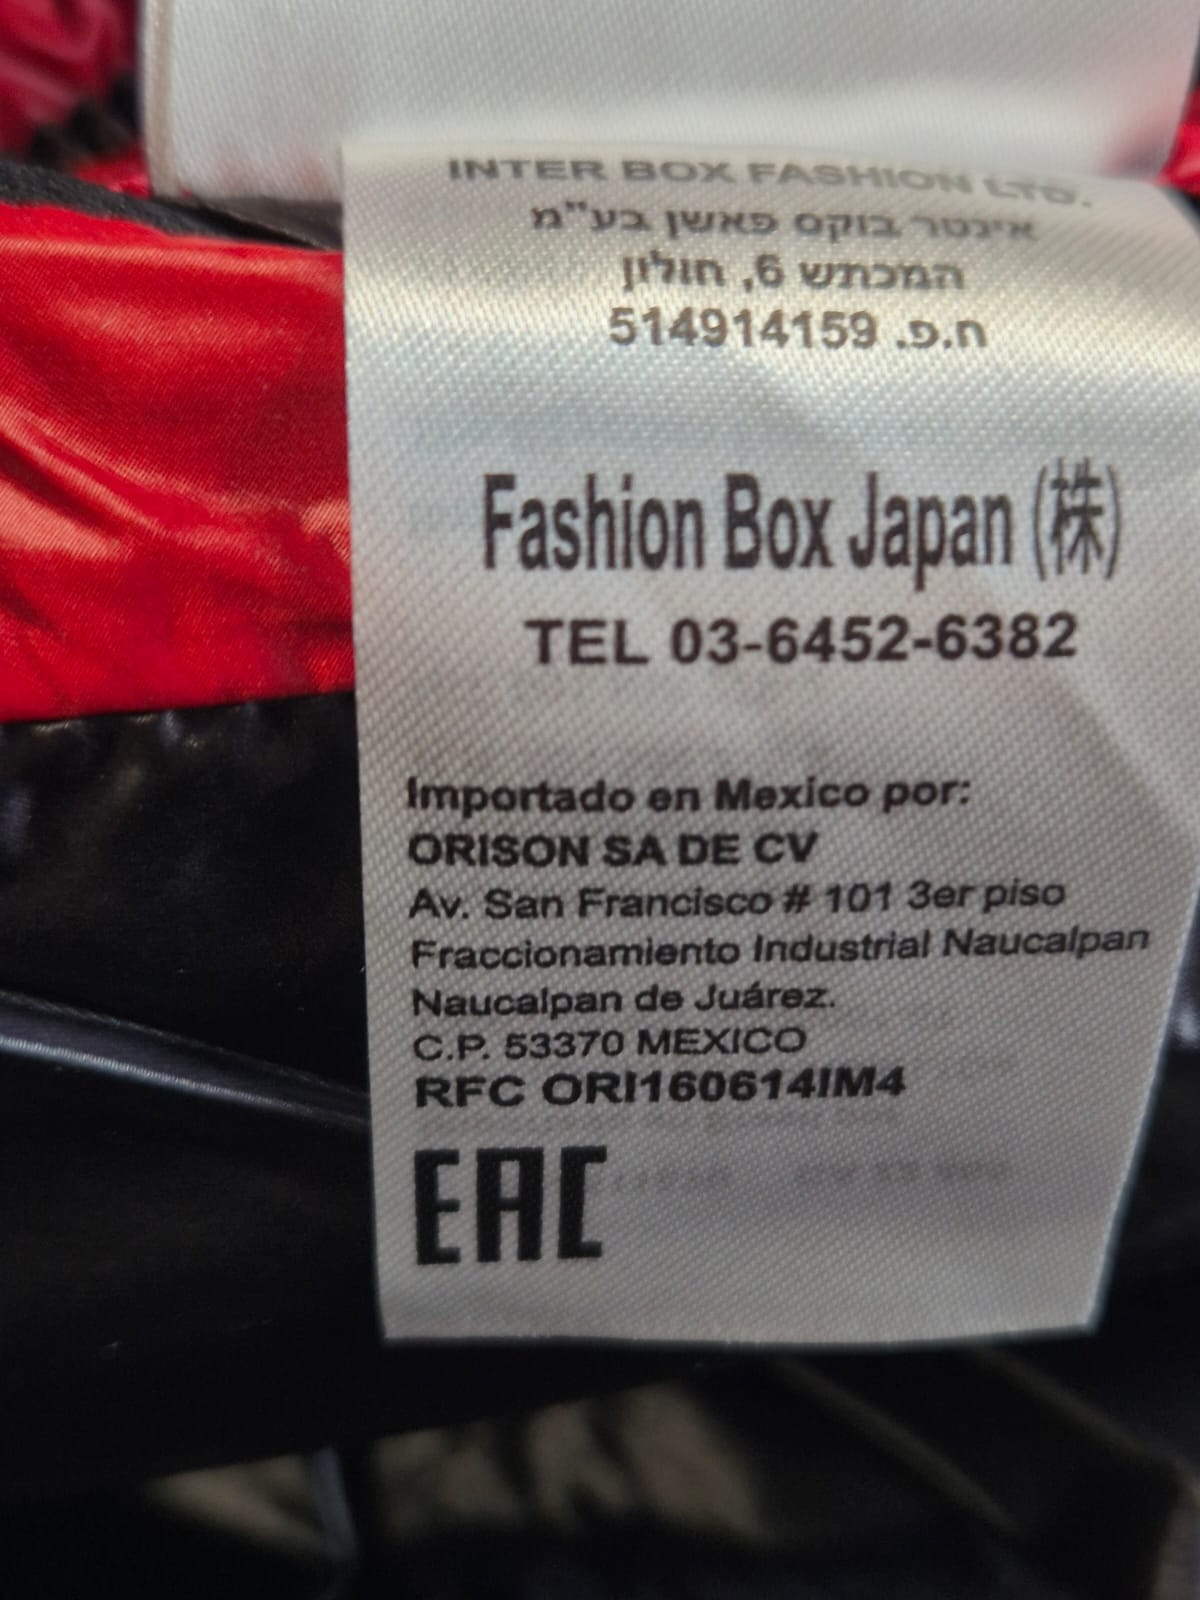 INTER BOX FASHION LTD.
אינטר בוקס פאשן בע"מ
המכתש 6, חולון
ח.פ. 514914159
Fashion Box Japan (株)
TEL 03-6452-6382
Importado en Mexico por:
ORISON SA DE CV
Av. San Francisco # 101 3er piso
Fraccionamiento Industrial Naucalpan
Naucalpan de Juárez.
C.P. 53370 MEXICO
RFC ORI160614IM4
EAC